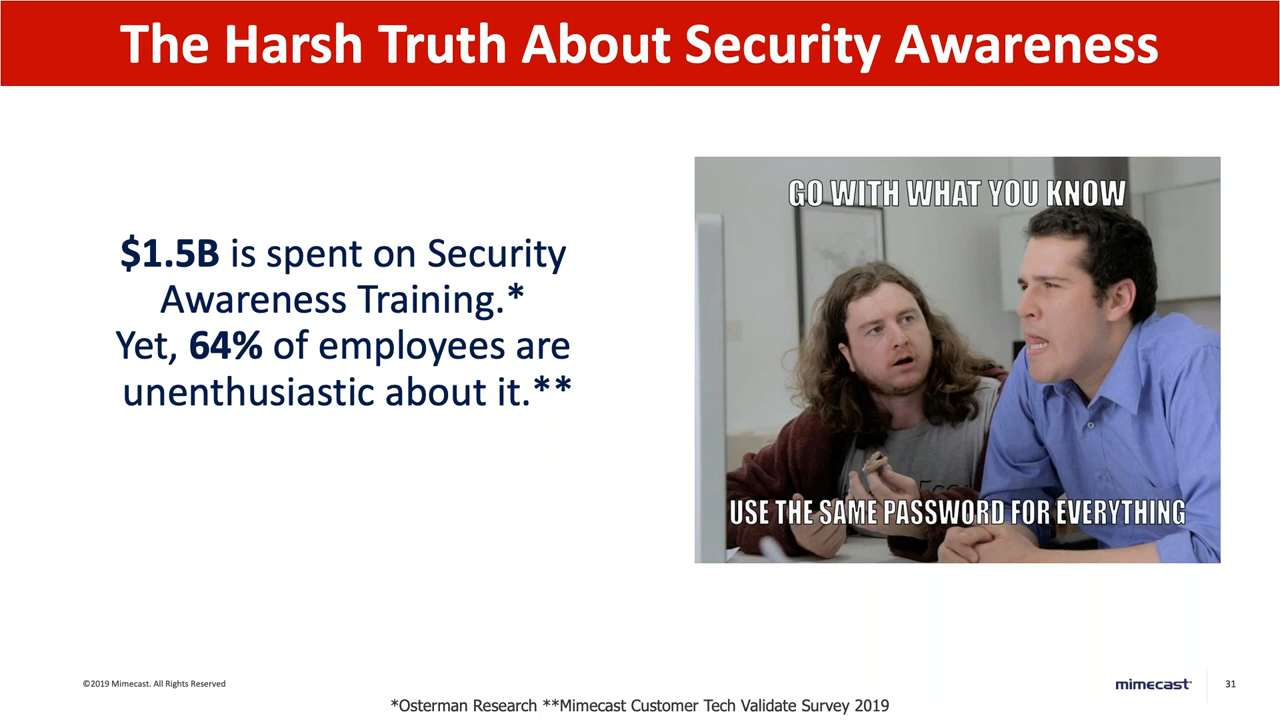 The Harsh Truth About Security Awareness
$1.5B is spent on Security
Awareness Training.*
Yet, 64% of employees are
unenthusiastic about it.**
GO WITH WHAT YOU KNOW
USE THE SAME PASSWORD FOR EVERYTHING
©2019 Mimecast. All Rights Reserved
mimecast
31
*Osterman Research **Mimecast Customer Tech Validate Survey 2019